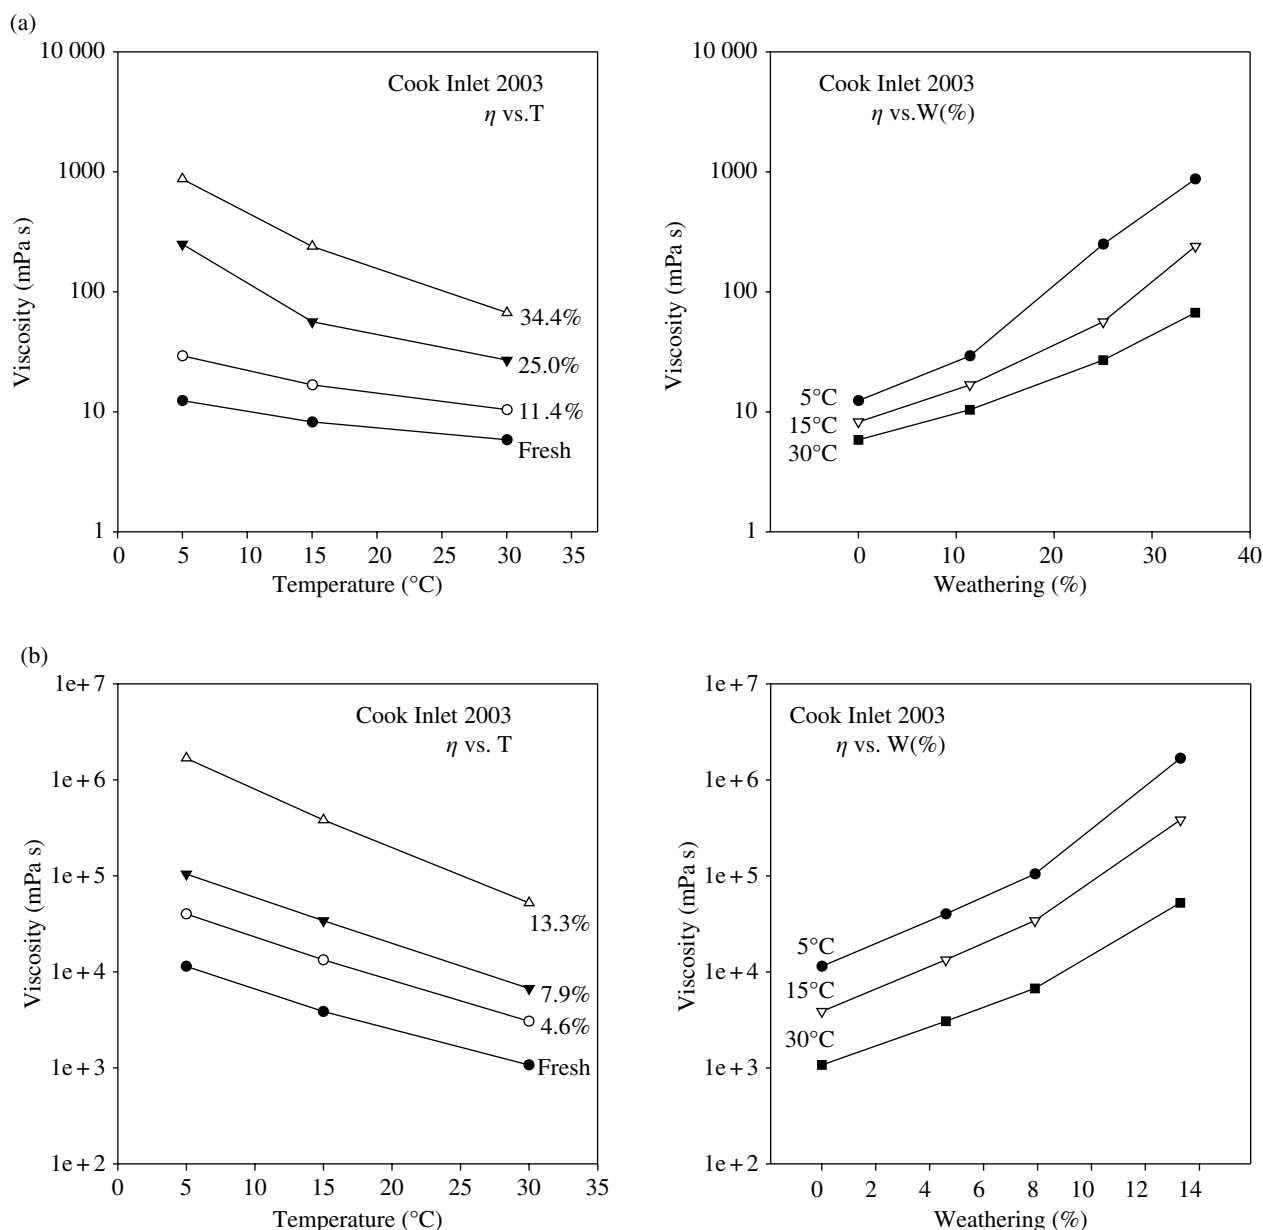 (a)
10 000
1000
100
10
1
Viscosity (mPa s)
Cook Inlet 2003
η vs.T
34.4%
25.0%
11.4%
Fresh
0 5 10 15 20 25 30 35
Temperature (°C)
10 000
1000
100
10
1
Viscosity (mPa s)
Cook Inlet 2003
η vs.W(%)
5°C
15°C
30°C
0 10 20 30 40
Weathering (%)
(b)
1e+7
1e+6
1e+5
1e+4
1e+3
1e+2
Viscosity (mPa s)
Cook Inlet 2003
η vs. T
13.3%
7.9%
4.6%
Fresh
0 5 10 15 20 25 30 35
Temperature (°C)
1e+7
1e+6
1e+5
1e+4
1e+3
1e+2
Viscosity (mPa s)
Cook Inlet 2003
η vs. W(%)
5°C
15°C
30°C
0 2 4 6 8 10 12 14
Weathering (%)